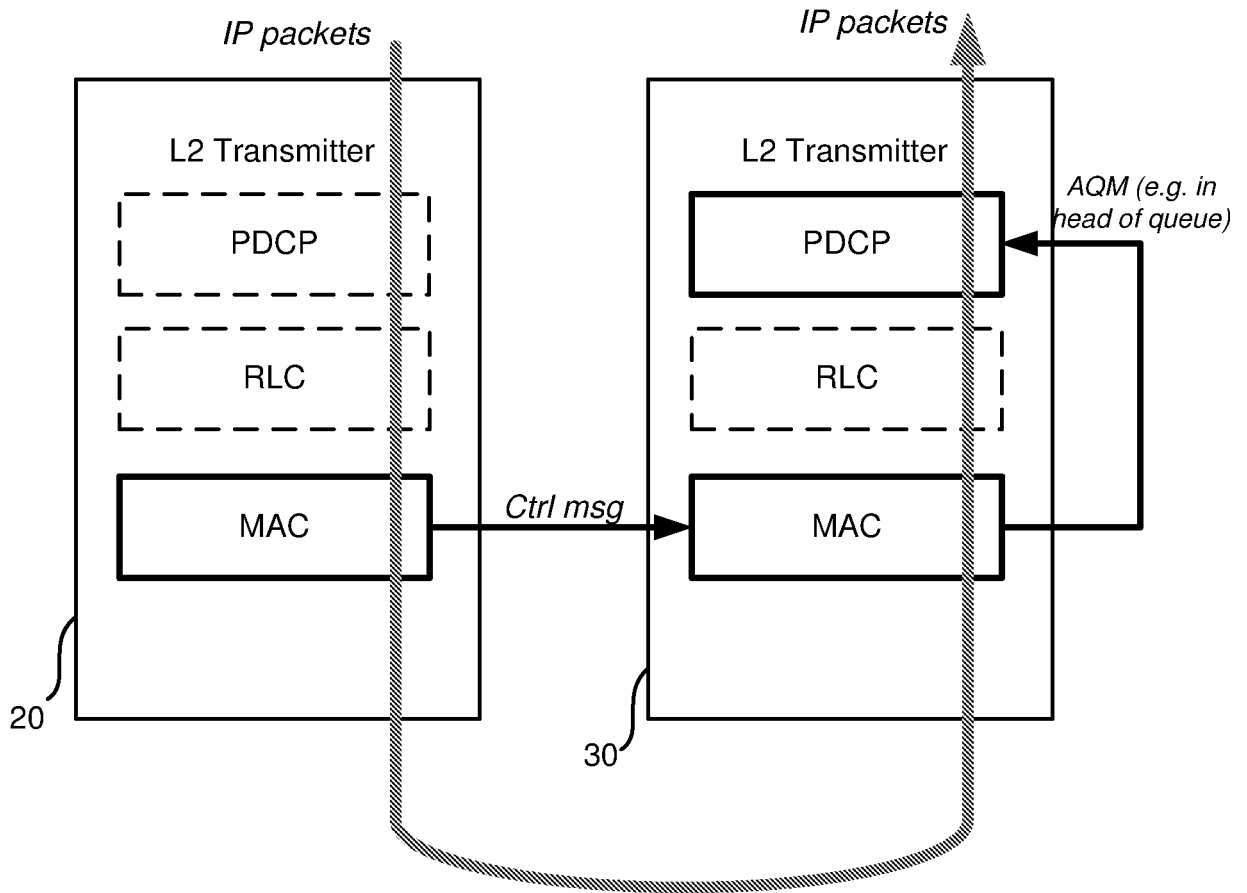 IP packets
IP packets
L2 Transmitter
L2 Transmitter
AQM (e.g. in
head of queue)
PDCP
PDCP
RLC
RLC
MAC
Ctrl msg
MAC
20
30